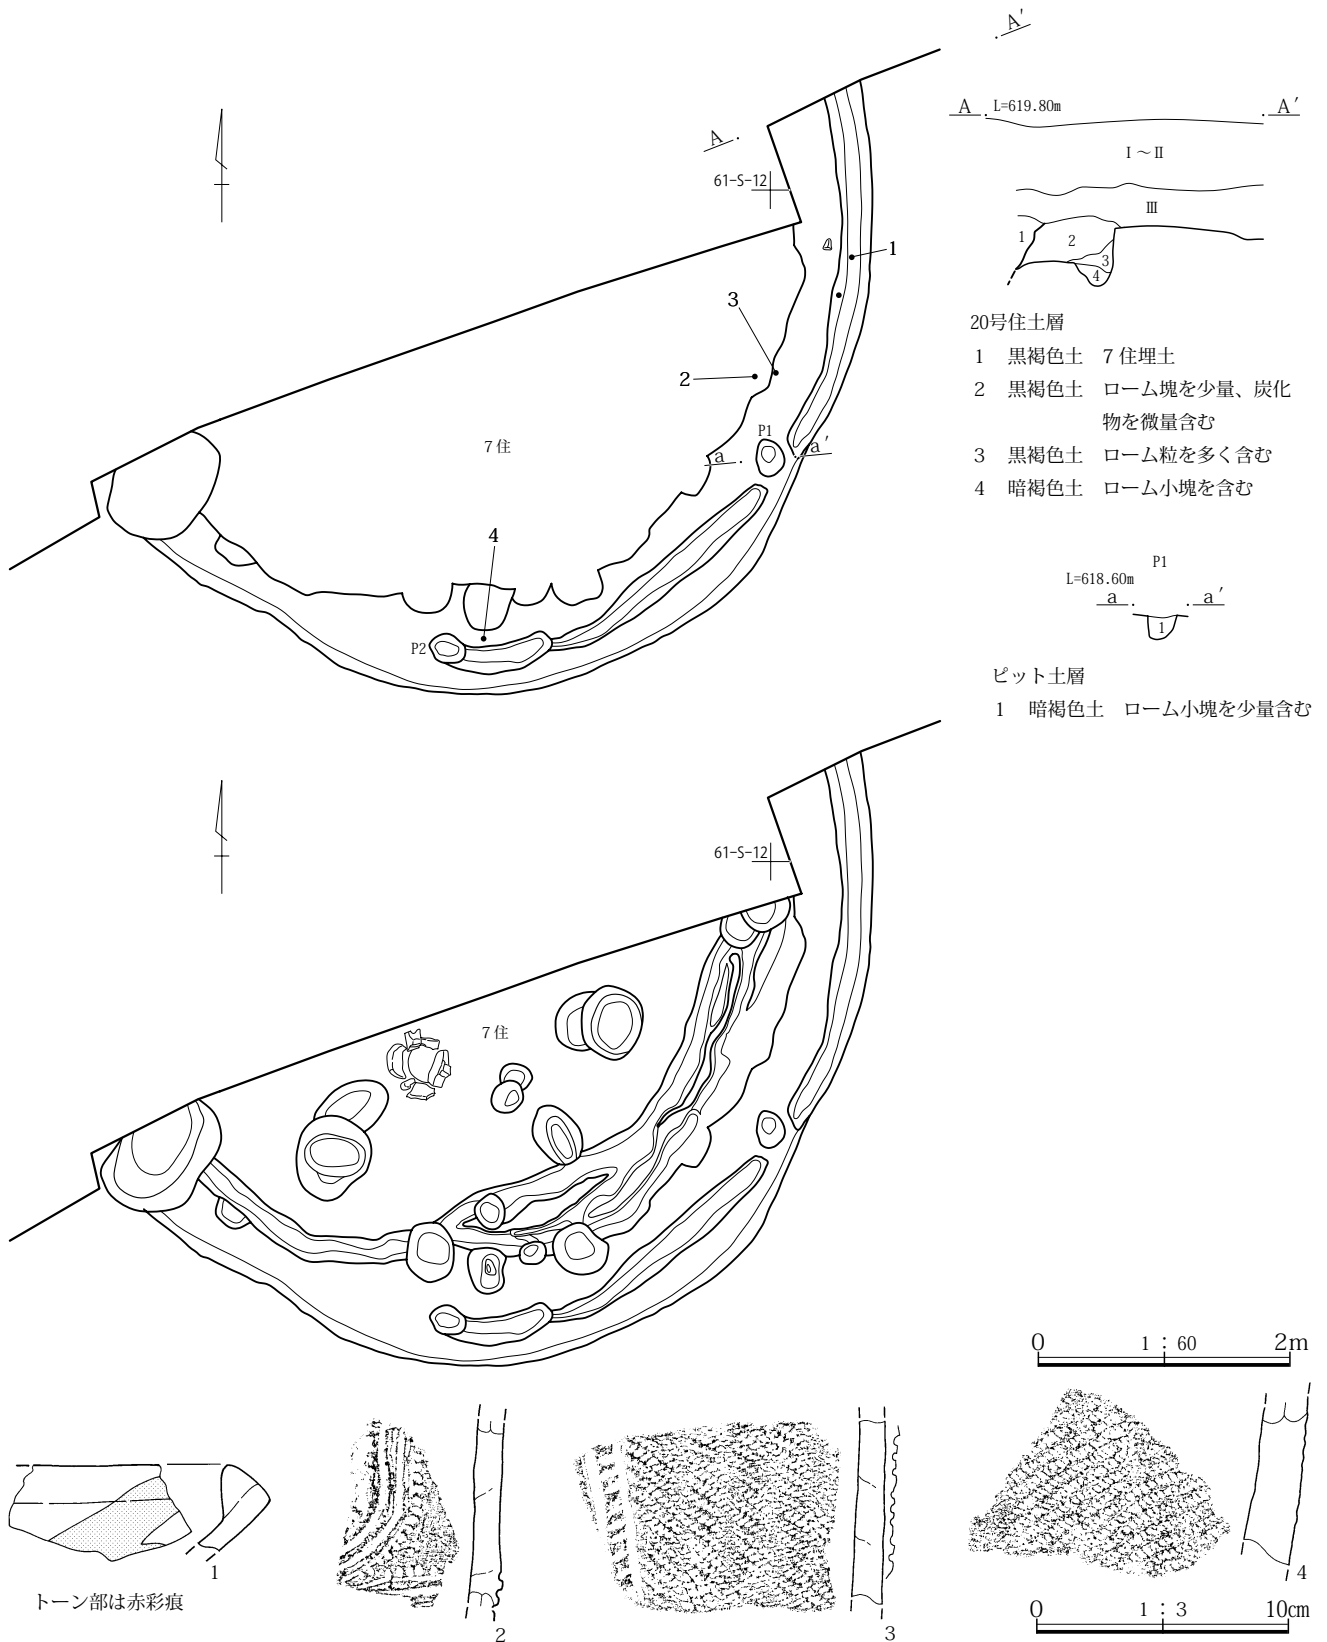 A′
A
61-S-12
1
3
2
P1
7住
a
a′
4
P2
A L=619.80m A′
Ⅰ～Ⅱ
Ⅲ
1
2
3
4
20号住土層
1 黒褐色土 7住埋土
2 黒褐色土 ローム塊を少量、炭化
物を微量含む
3 黒褐色土 ローム粒を多く含む
4 暗褐色土 ローム小塊を含む
P1
L=618.60m
a a′
1
ピット土層
1 暗褐色土 ローム小塊を少量含む
61-S-12
7住
0 1：60 2m
1
トーン部は赤彩痕
2
3
4
0 1：3 10㎝